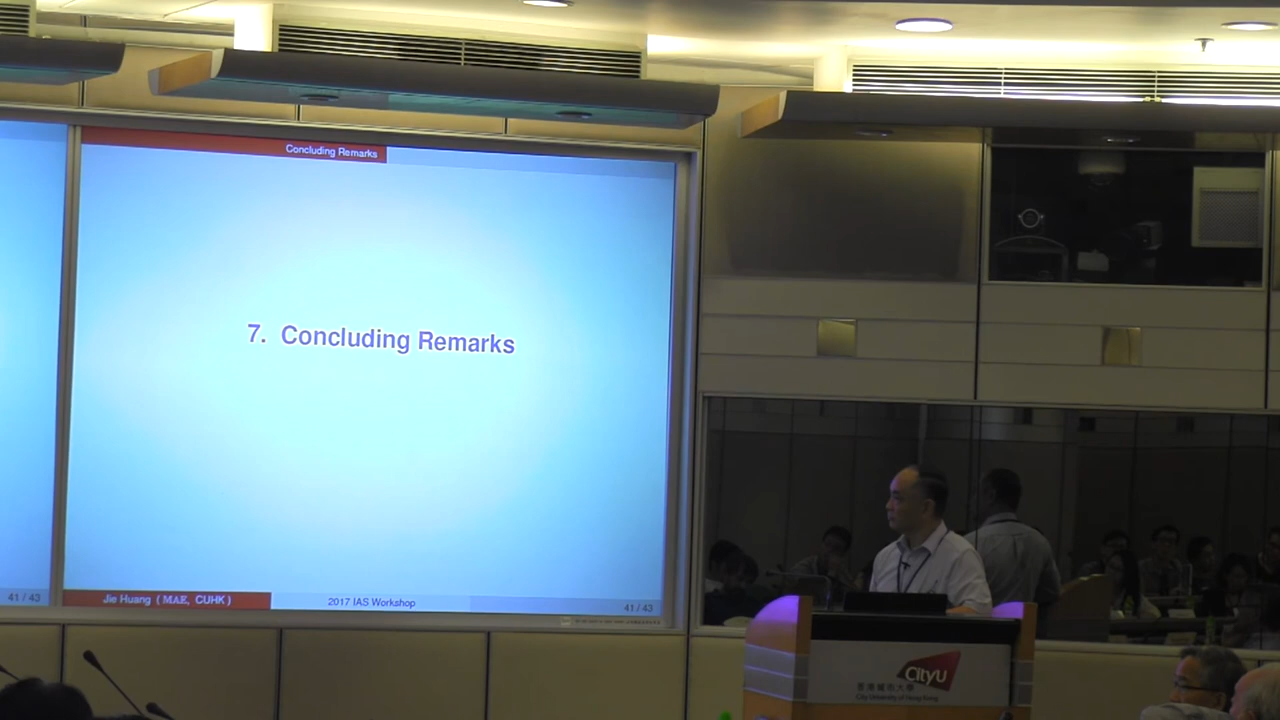 Concluding Remarks
7. Concluding Remarks
41 / 43
Jie Huang ( MAE, CUHK )
2017 IAS Workshop
41 / 43
CityU
香港城市大學
City University of Hong Kong